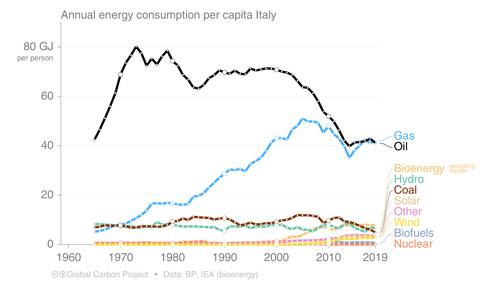 Annual energy consumption per capita Italy
80 GJ
per person
60
40
20
0
1960
1970
1980
1990
2000
2010
2019
Gas
Oil
Bioenergy excluding liquids
Hydro
Coal
Solar
Other
Wind
Biofuels
Nuclear
Global Carbon Project • Data: BP, IEA (bioenergy)